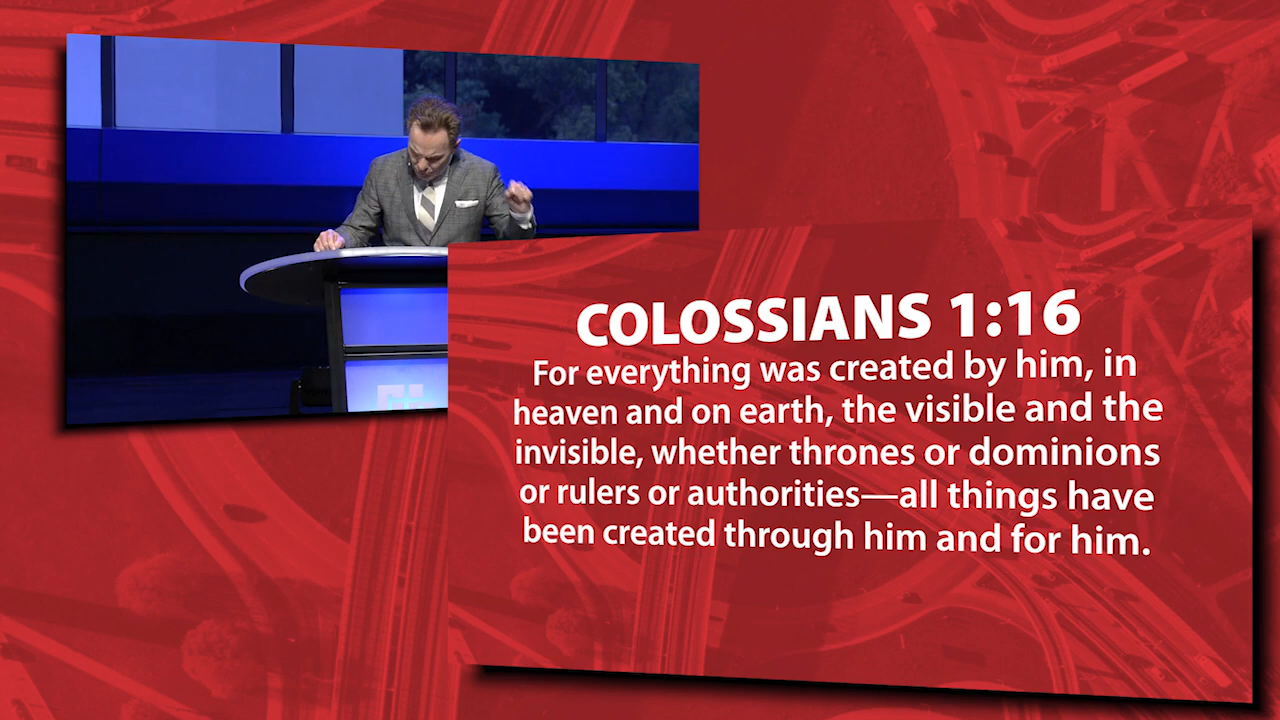 COLOSSIANS 1:16
For everything was created by him, in
heaven and on earth, the visible and the
invisible, whether thrones or dominions
or rulers or authorities—all things have
been created through him and for him.